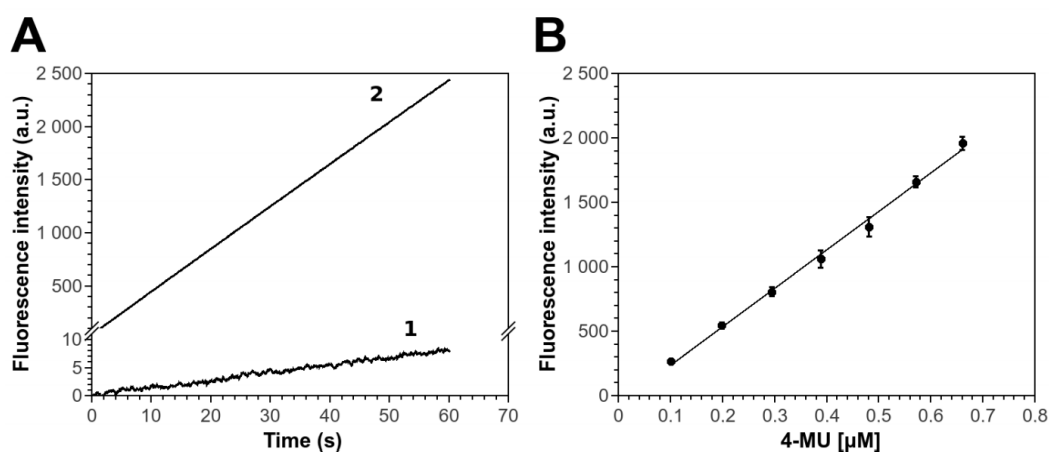 A
B
Fluorescence intensity (a.u.)
2 500
2 000
1 500
1 000
500
10
5
0
2
1
0 10 20 30 40 50 60 70
Time (s)
Fluorescence intensity (a.u.)
2 500
2 000
1 500
1 000
500
0
0 0.1 0.2 0.3 0.4 0.5 0.6 0.7 0.8
4-MU [µM]